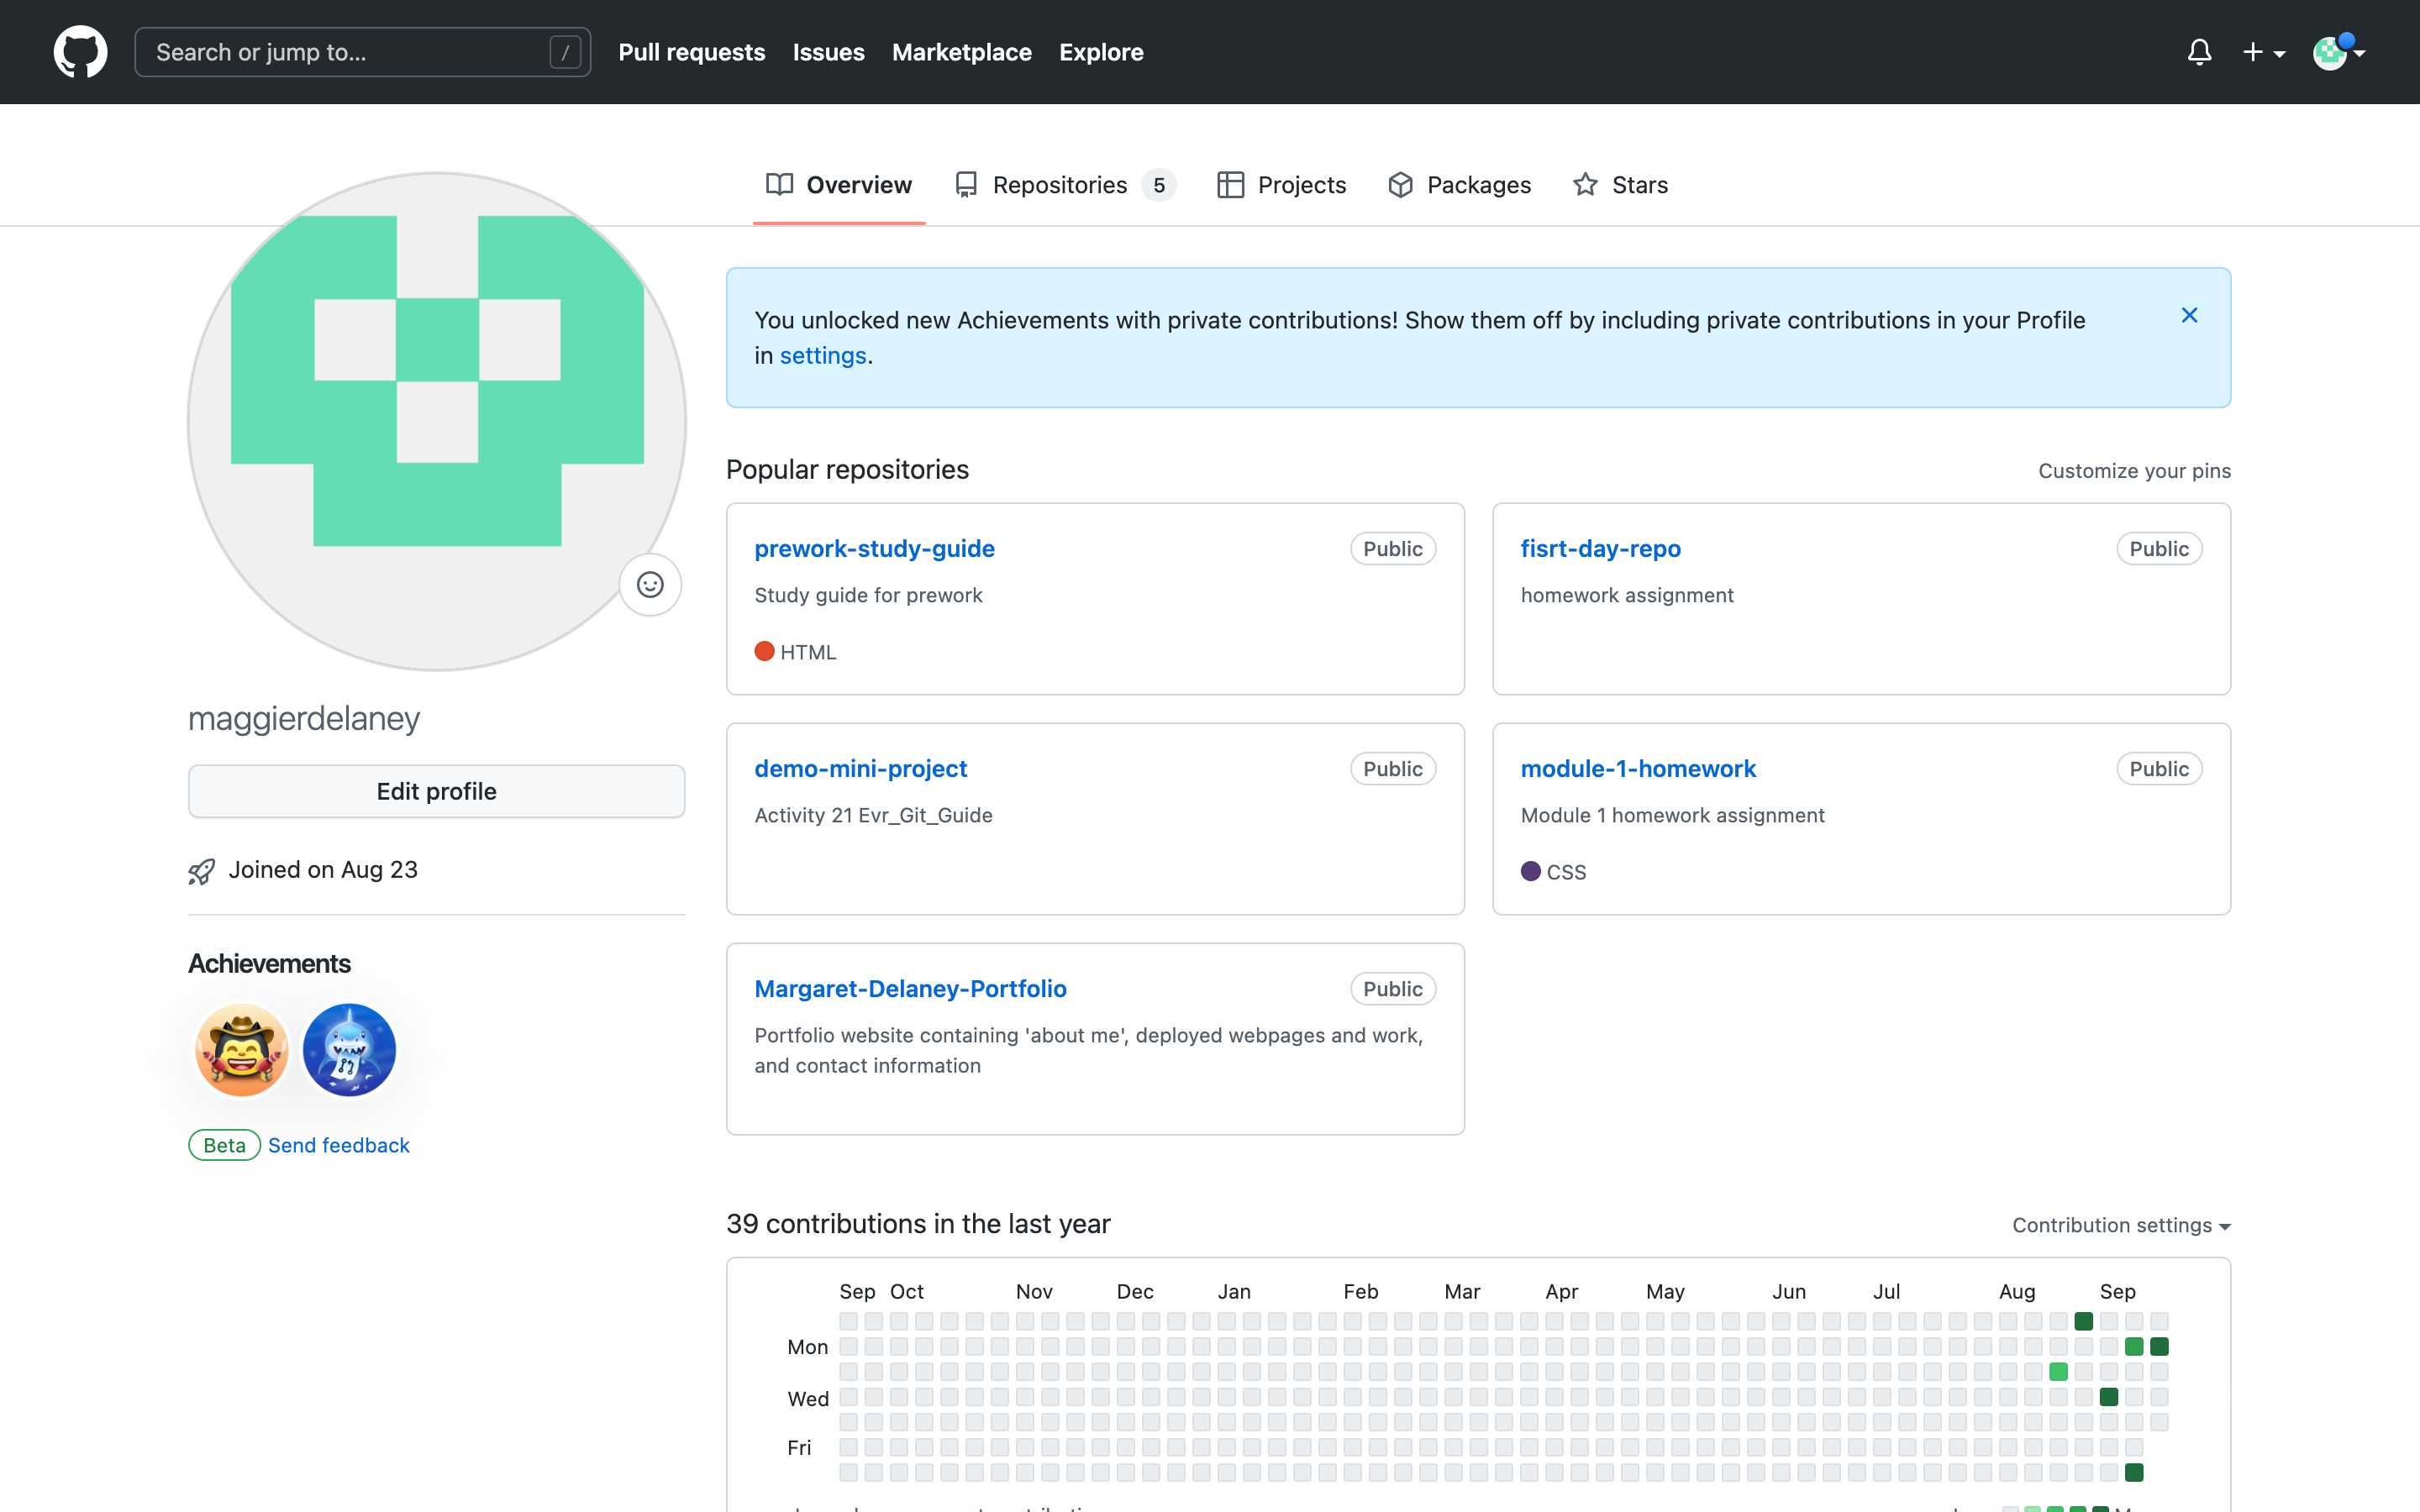 Search or jump to... /
Pull requests
Issues
Marketplace
Explore
Overview
Repositories 5
Projects
Packages
Stars
You unlocked new Achievements with private contributions! Show them off by including private contributions in your Profile
in settings.
Popular repositories
Customize your pins
prework-study-guide
Public
Study guide for prework
HTML
fisrt-day-repo
Public
homework assignment
demo-mini-project
Public
Activity 21 Evr_Git_Guide
module-1-homework
Public
Module 1 homework assignment
CSS
Margaret-Delaney-Portfolio
Public
Portfolio website containing 'about me', deployed webpages and work,
and contact information
maggierdelaney
Edit profile
Joined on Aug 23
Achievements
Beta Send feedback
39 contributions in the last year
Contribution settings
Sep Oct Nov Dec Jan Feb Mar Apr May Jun Jul Aug Sep
Mon
Wed
Fri